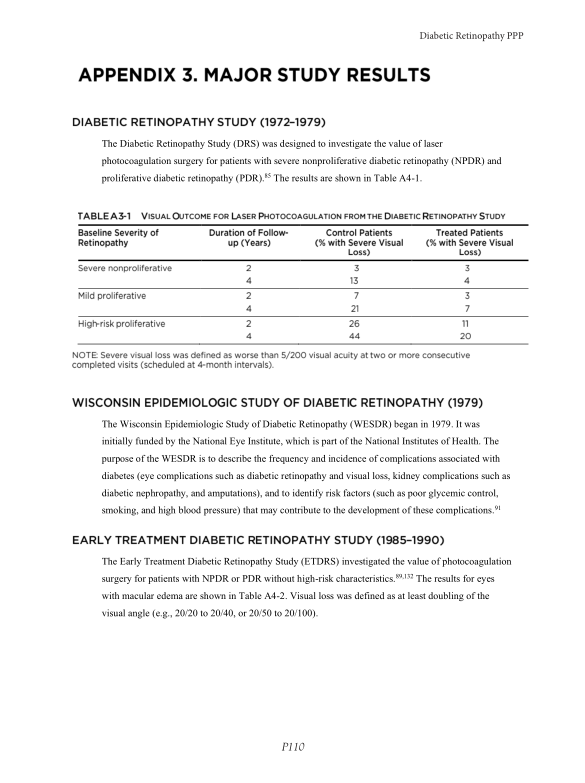 Diabetic Retinopathy PPP
APPENDIX 3. MAJOR STUDY RESULTS
DIABETIC RETINOPATHY STUDY (1972–1979)
The Diabetic Retinopathy Study (DRS) was designed to investigate the value of laser
photocoagulation surgery for patients with severe nonproliferative diabetic retinopathy (NPDR) and
proliferative diabetic retinopathy (PDR).85 The results are shown in Table A4-1.
TABLE A3-1 VISUAL OUTCOME FOR LASER PHOTOCOAGULATION FROM THE DIABETIC RETINOPATHY STUDY
Baseline Severity of Retinopathy Duration of Follow-up (Years) Control Patients (% with Severe Visual Loss) Treated Patients (% with Severe Visual Loss)
Severe nonproliferative 2 3 3
4 13 4
Mild proliferative 2 7 3
4 21 7
High-risk proliferative 2 26 11
4 44 20
NOTE: Severe visual loss was defined as worse than 5/200 visual acuity at two or more consecutive
completed visits (scheduled at 4-month intervals).
WISCONSIN EPIDEMIOLOGIC STUDY OF DIABETIC RETINOPATHY (1979)
The Wisconsin Epidemiologic Study of Diabetic Retinopathy (WESDR) began in 1979. It was
initially funded by the National Eye Institute, which is part of the National Institutes of Health. The
purpose of the WESDR is to describe the frequency and incidence of complications associated with
diabetes (eye complications such as diabetic retinopathy and visual loss, kidney complications such as
diabetic nephropathy, and amputations), and to identify risk factors (such as poor glycemic control,
smoking, and high blood pressure) that may contribute to the development of these complications.91
EARLY TREATMENT DIABETIC RETINOPATHY STUDY (1985–1990)
The Early Treatment Diabetic Retinopathy Study (ETDRS) investigated the value of photocoagulation
surgery for patients with NPDR or PDR without high-risk characteristics.89,132 The results for eyes
with macular edema are shown in Table A4-2. Visual loss was defined as at least doubling of the
visual angle (e.g., 20/20 to 20/40, or 20/50 to 20/100).
P110